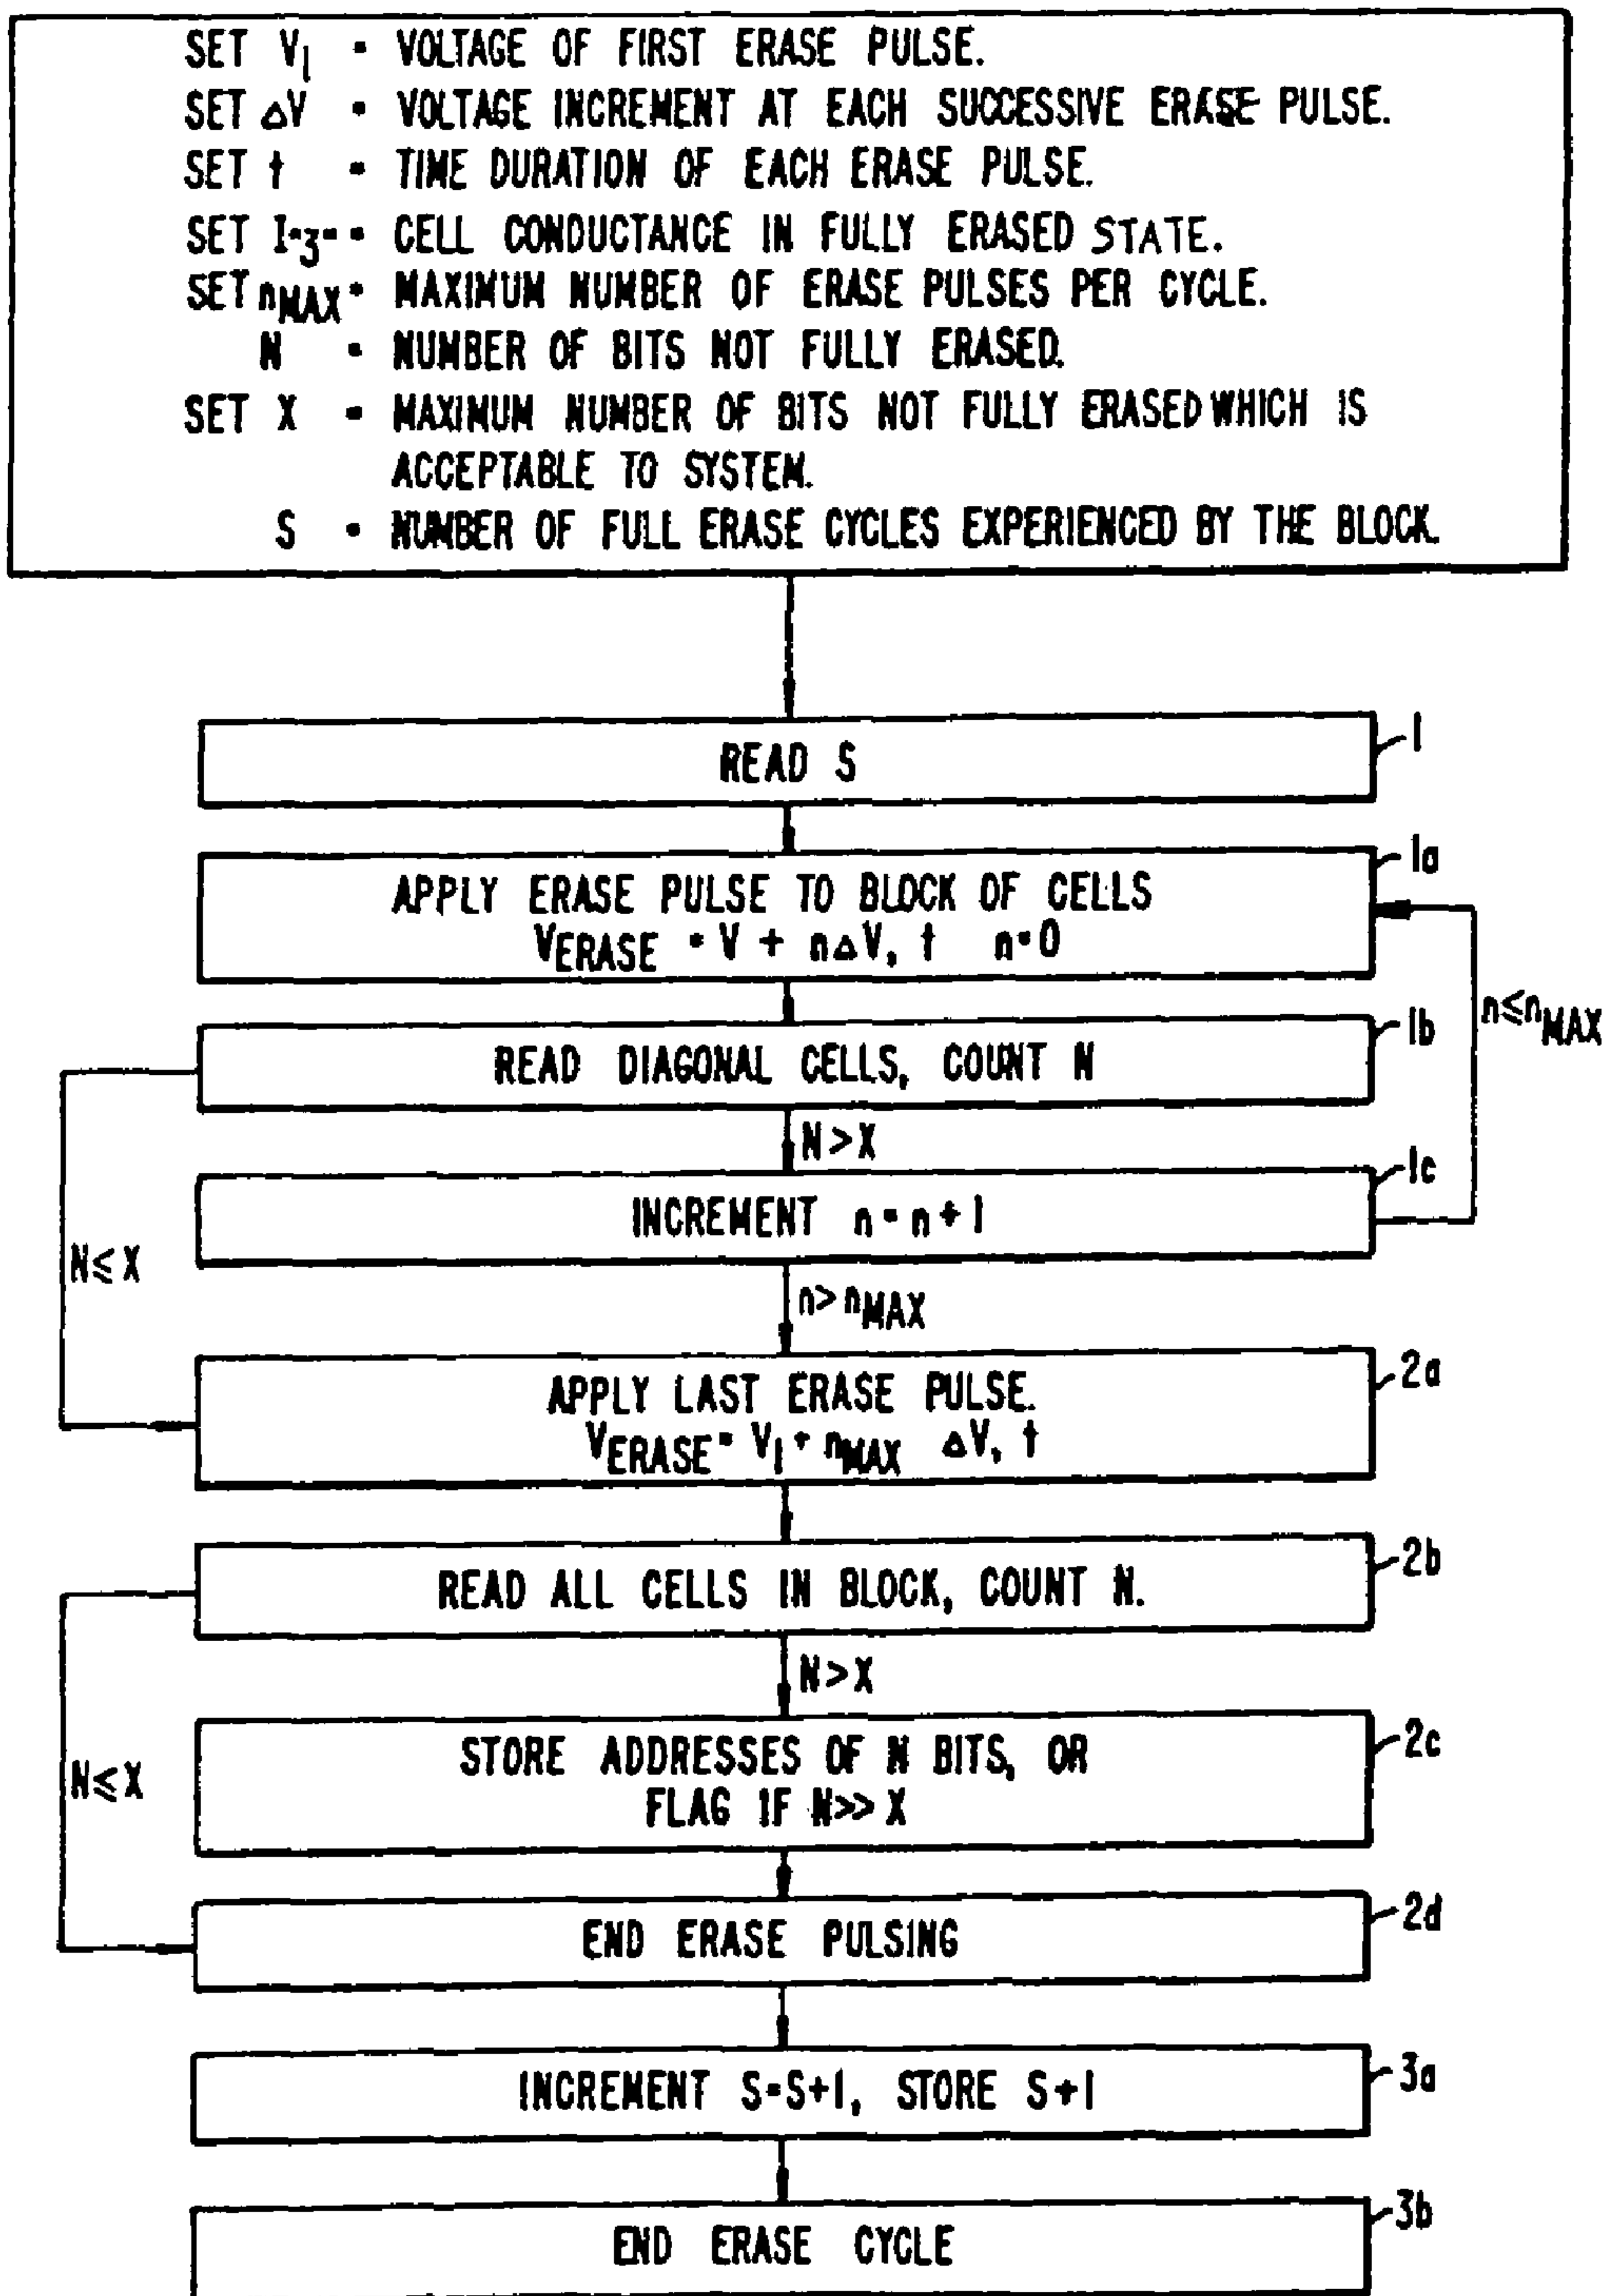 SET V₁ = VOLTAGE OF FIRST ERASE PULSE.
SET ΔV = VOLTAGE INCREMENT AT EACH SUCCESSIVE ERASE PULSE.
SET t = TIME DURATION OF EACH ERASE PULSE.
SET I"3" = CELL CONDUCTANCE IN FULLY ERASED STATE.
SET nMAX = MAXIMUM NUMBER OF ERASE PULSES PER CYCLE.
N = NUMBER OF BITS NOT FULLY ERASED.
SET X = MAXIMUM NUMBER OF BITS NOT FULLY ERASED WHICH IS
ACCEPTABLE TO SYSTEM.
S = NUMBER OF FULL ERASE CYCLES EXPERIENCED BY THE BLOCK.
READ S
1
APPLY ERASE PULSE TO BLOCK OF CELLS
VERASE = V + nΔV, t n=0
1a
n≤nMAX
READ DIAGONAL CELLS, COUNT N
1b
N>X
INCREMENT n=n+1
1c
N≤X
n>nMAX
APPLY LAST ERASE PULSE.
VERASE = V₁+nMAX ΔV, t
2a
READ ALL CELLS IN BLOCK, COUNT N.
2b
N>X
STORE ADDRESSES OF N BITS, OR
FLAG IF N>>X
2c
N≤X
END ERASE PULSING
2d
INCREMENT S=S+1, STORE S+1
3a
END ERASE CYCLE
3b